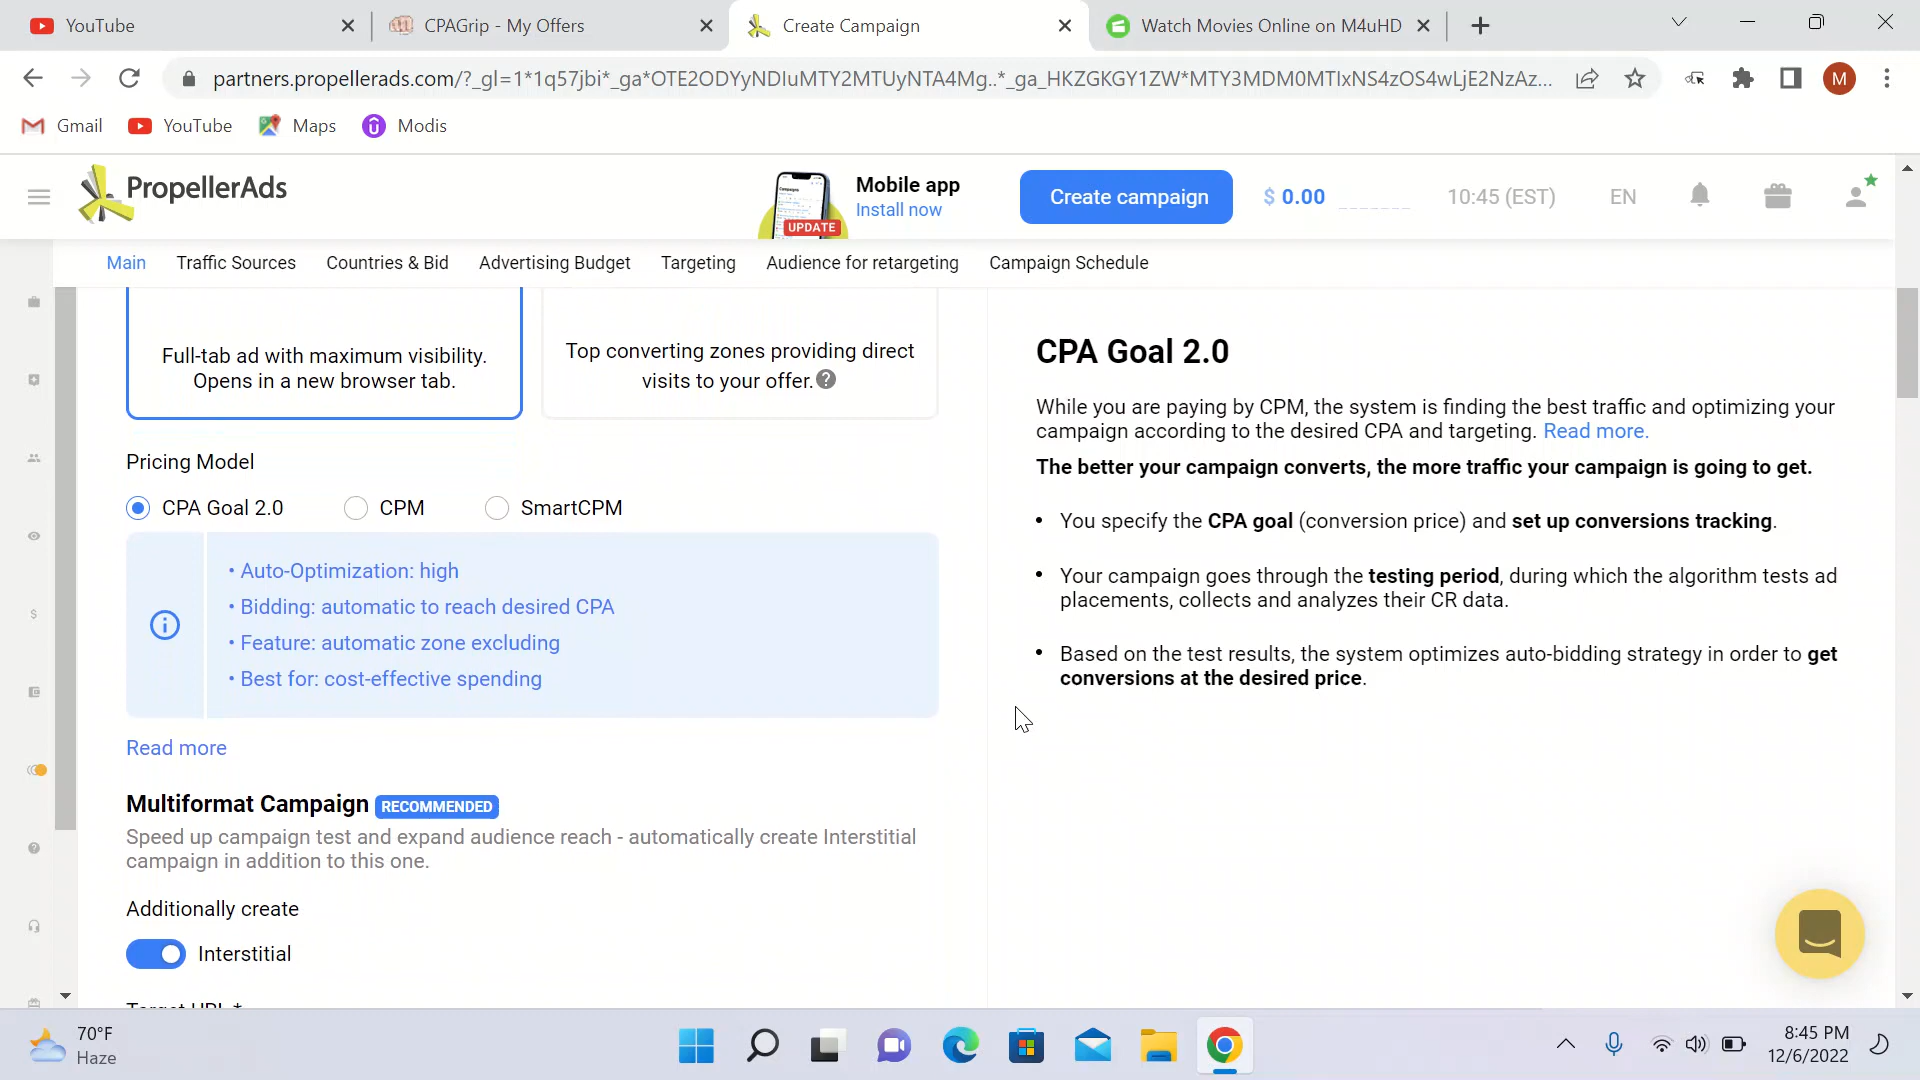 YouTube
CPAGrip - My Offers
Create Campaign
Watch Movies Online on M4uHD
partners.propellerads.com/?_gl=1*1q57jbi*_ga*OTE2ODYyNDIuMTY2MTUyNTA4Mg..*_ga_HKZGKGY1ZW*MTY3MDM0MTIxNS4zOS4wLjE2NzAz...
M
Gmail
YouTube
Maps
Modis
PropellerAds
UPDATE
Mobile app
Install now
Create campaign
$ 0.00
10:45 (EST)
EN
Main
Traffic Sources
Countries & Bid
Advertising Budget
Targeting
Audience for retargeting
Campaign Schedule
Full-tab ad with maximum visibility.
Opens in a new browser tab.
Top converting zones providing direct
visits to your offer.
Pricing Model
CPA Goal 2.0
CPM
SmartCPM
• Auto-Optimization: high
• Bidding: automatic to reach desired CPA
• Feature: automatic zone excluding
• Best for: cost-effective spending
Read more
Multiformat Campaign RECOMMENDED
Speed up campaign test and expand audience reach - automatically create Interstitial
campaign in addition to this one.
Additionally create
Interstitial
Target URL *
CPA Goal 2.0
While you are paying by CPM, the system is finding the best traffic and optimizing your
campaign according to the desired CPA and targeting. Read more.
The better your campaign converts, the more traffic your campaign is going to get.
• You specify the CPA goal (conversion price) and set up conversions tracking.
• Your campaign goes through the testing period, during which the algorithm tests ad
placements, collects and analyzes their CR data.
• Based on the test results, the system optimizes auto-bidding strategy in order to get
conversions at the desired price.
70°F
Haze
8:45 PM
12/6/2022